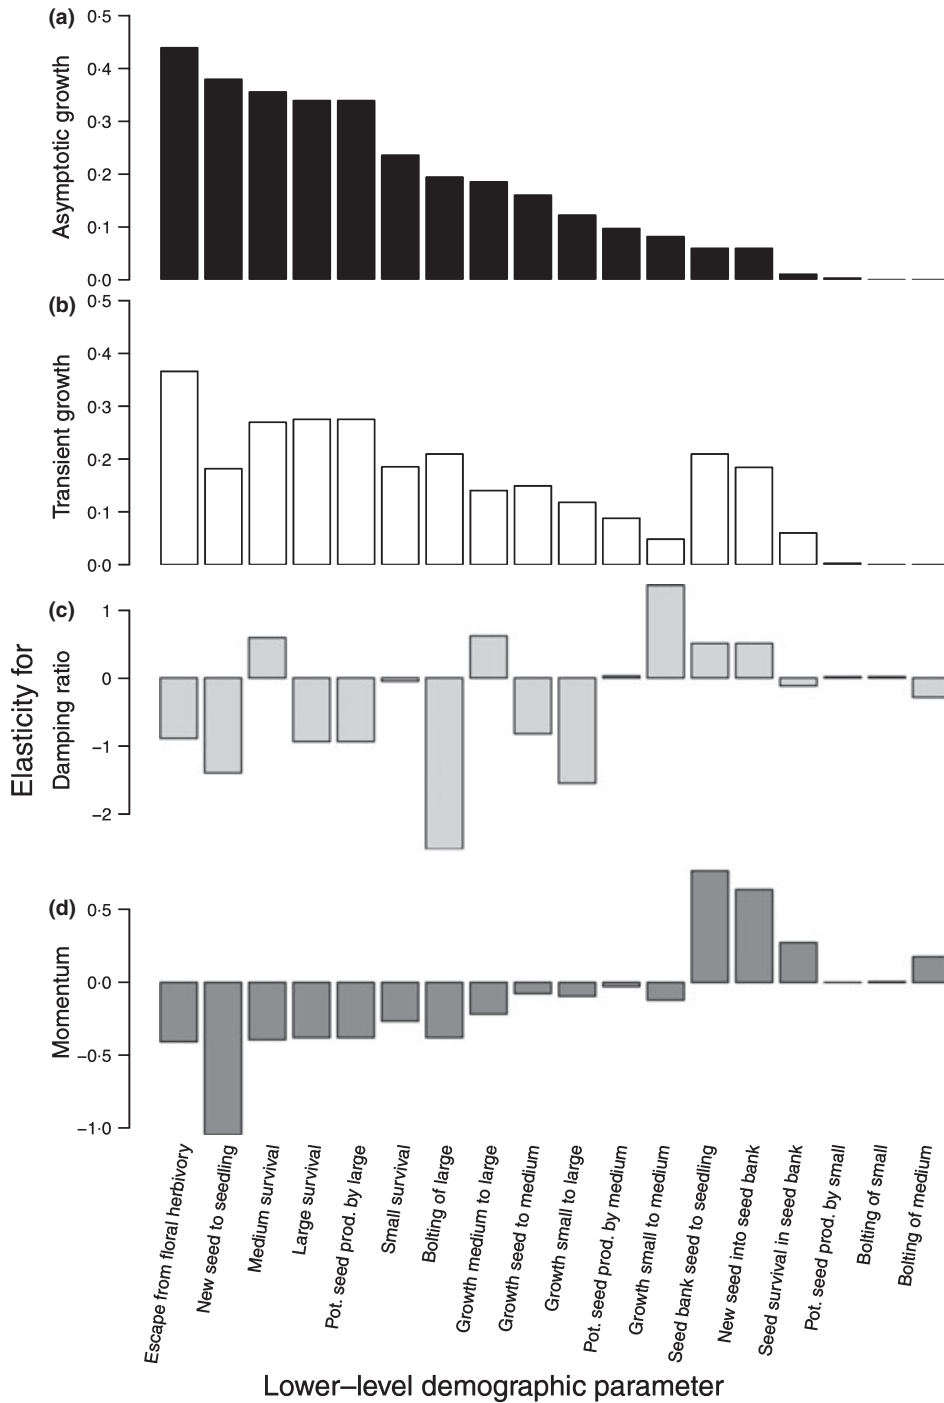 (a)
0·5
0·4
0·3
0·2
0·1
0·0
Asymptotic growth
(b)
0·5
0·4
0·3
0·2
0·1
0·0
Transient growth
(c)
1
0
−1
−2
Elasticity for
Damping ratio
(d)
0·5
0·0
−0·5
−1·0
Momentum
Escape from floral herbivory
New seed to seedling
Medium survival
Large survival
Pot. seed prod. by large
Small survival
Bolting of large
Growth medium to large
Growth seed to medium
Growth small to large
Pot. seed prod. by medium
Growth small to medium
Seed bank seed to seedling
New seed into seed bank
Seed survival in seed bank
Pot. seed prod. by small
Bolting of small
Bolting of medium
Lower–level demographic parameter